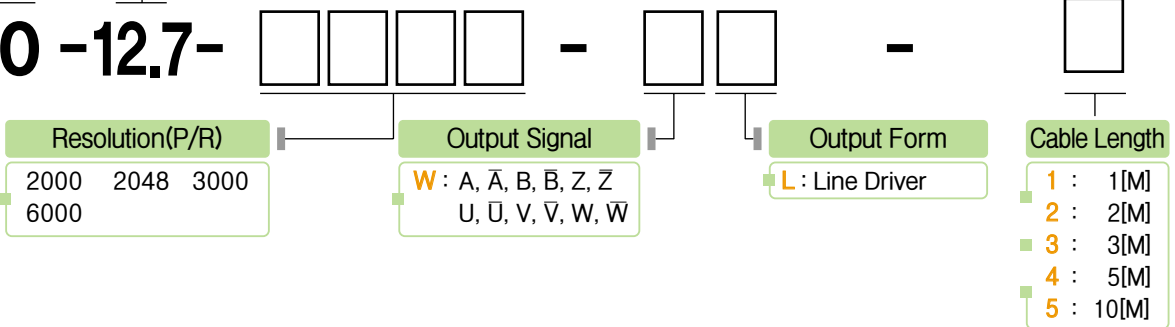 0 -12.7- □□□□ - □□ - □
Resolution(P/R)
2000 2048 3000
6000
Output Signal
W : A, A̅, B, B̅, Z, Z̅
U, U̅, V, V̅, W, W̅
Output Form
L : Line Driver
Cable Length
1 : 1[M]
2 : 2[M]
3 : 3[M]
4 : 5[M]
5 : 10[M]